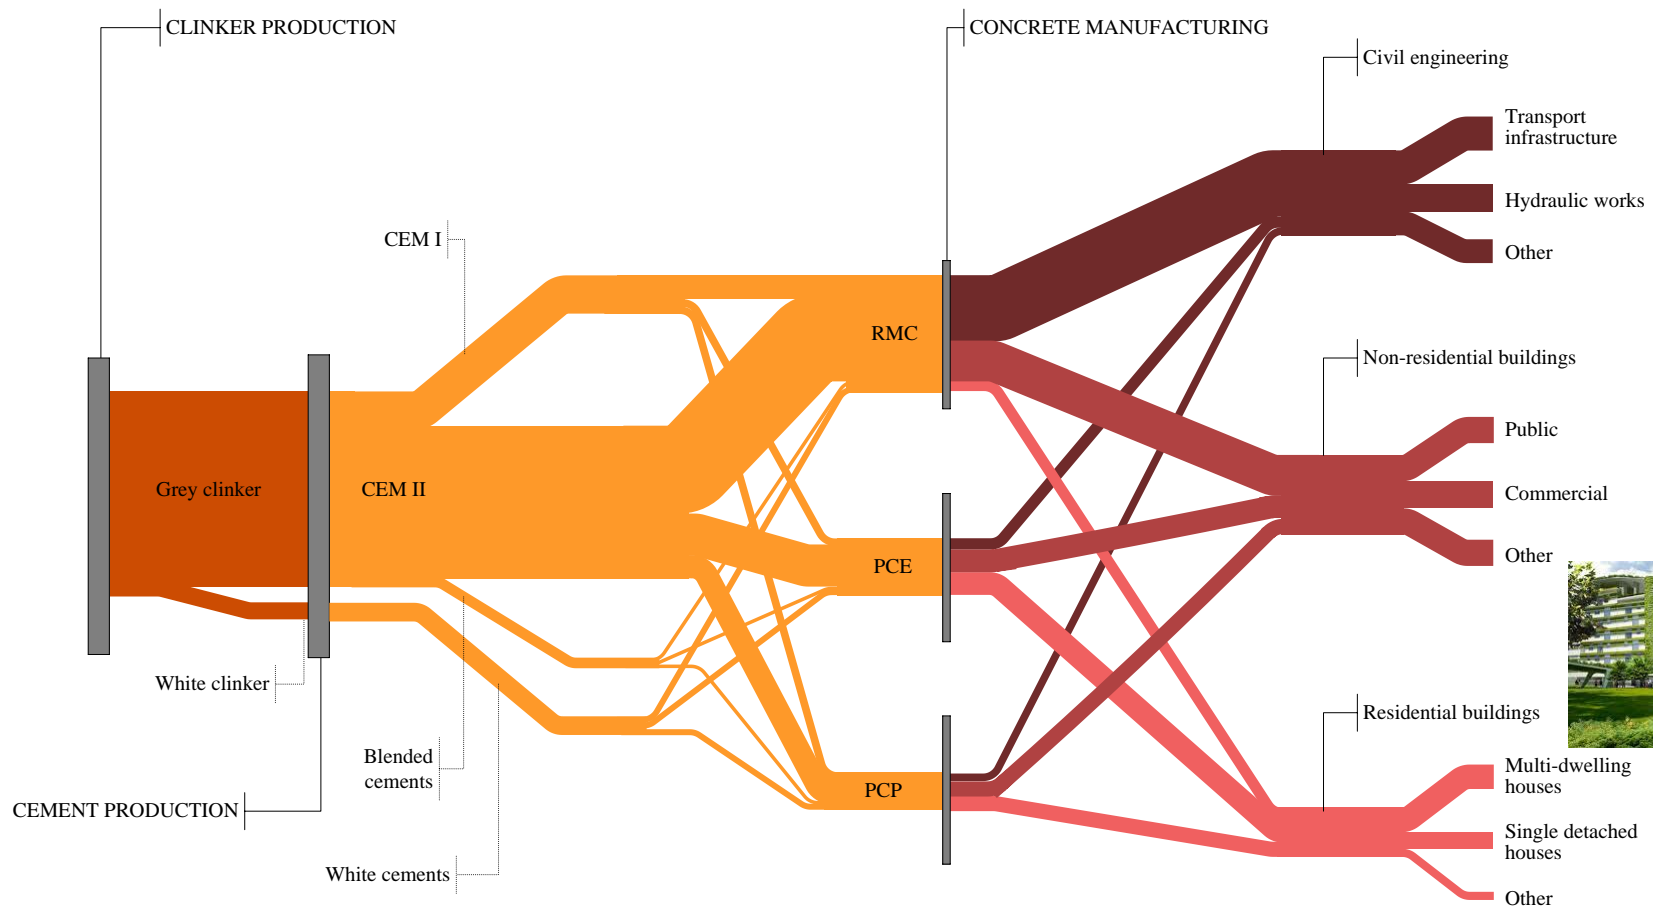 CLINKER PRODUCTION
CONCRETE MANUFACTURING
Civil engineering
Transport
infrastructure
Hydraulic works
Other
CEM I
RMC
Non-residential buildings
Public
Commercial
Other
Grey clinker
CEM II
PCE
White clinker
Residential buildings
Blended
cements
PCP
Multi-dwelling
houses
CEMENT PRODUCTION
Single detached
houses
White cements
Other